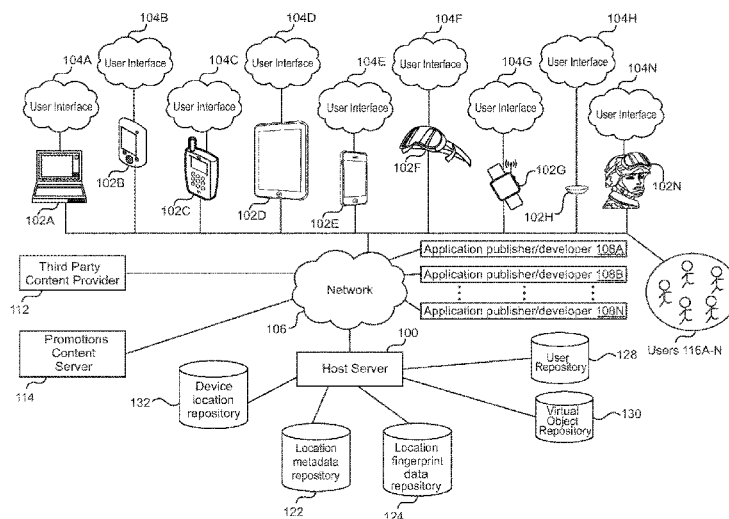 104B
104D
104F
104H
104A
User Interface
User Interface
User Interface
User Interface
104C
104E
104G
104N
User Interface
User Interface
User Interface
User Interface
User Interface
102A
102B
102C
102D
102E
102F
102G
102H
102N
Third Party
Content Provider
112
Network
106
Application publisher/developer 108A
Application publisher/developer 108B
Application publisher/developer 108N
Promotions
Content
Server
114
100
Host Server
Users 116A-N
User
Repository
128
Device
location
repository
132
Virtual
Object
Repository
130
Location
metadata
repository
122
Location
fingerprint
data
repository
124